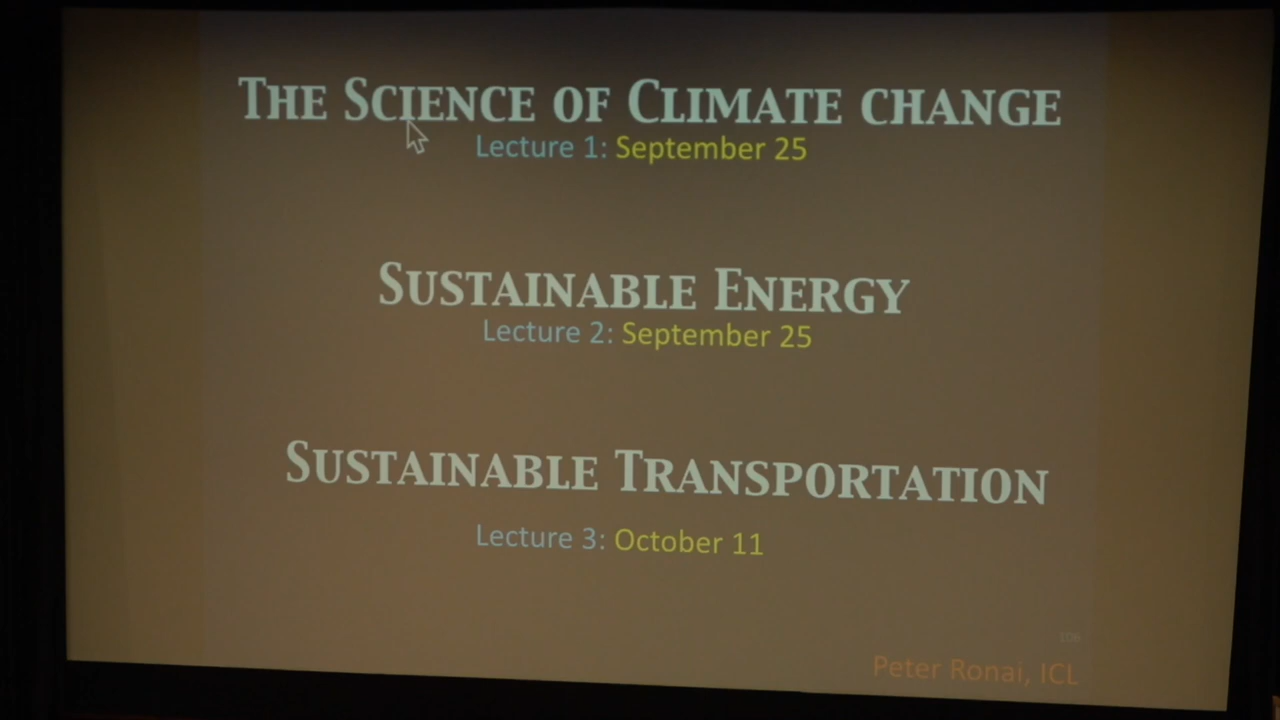 THE SCIENCE OF CLIMATE CHANGE
Lecture 1: September 25
SUSTAINABLE ENERGY
Lecture 2: September 25
SUSTAINABLE TRANSPORTATION
Lecture 3: October 11
106
Peter Ronai, ICL